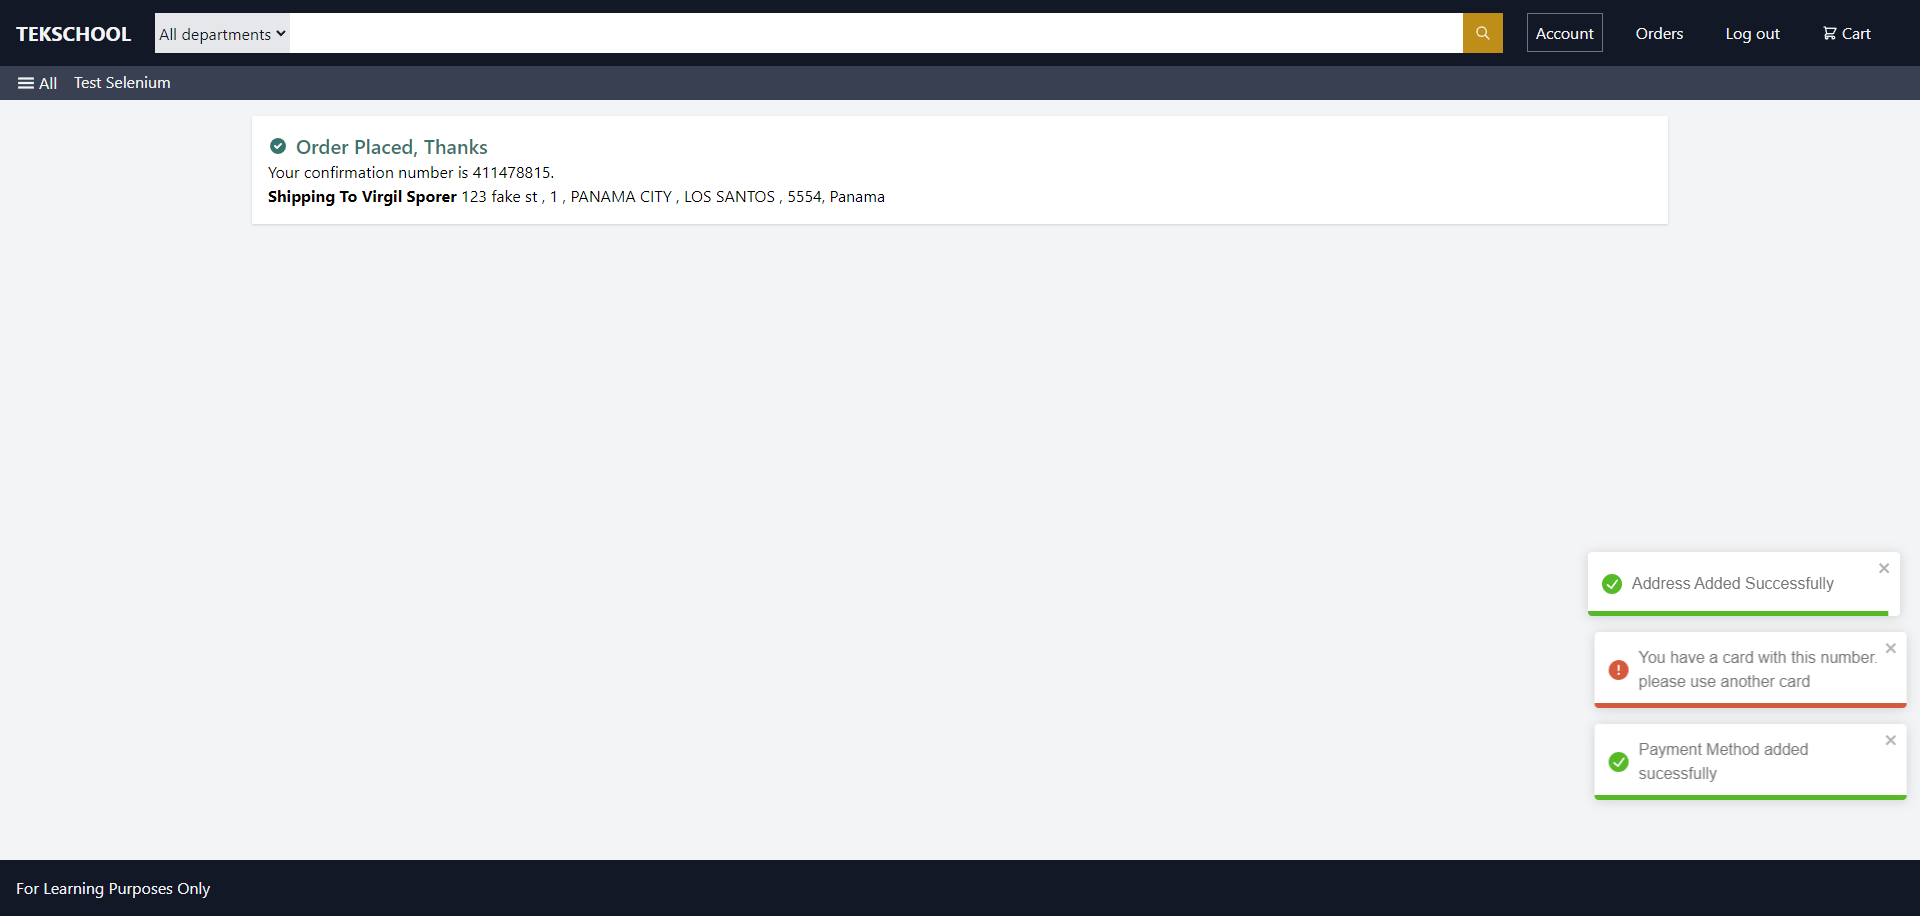 TEKSCHOOL
All departments
Account
Orders
Log out
Cart
All
Test Selenium
Order Placed, Thanks
Your confirmation number is 411478815.
Shipping To Virgil Sporer 123 fake st , 1 , PANAMA CITY , LOS SANTOS , 5554, Panama
Address Added Successfully
You have a card with this number.
please use another card
Payment Method added
sucessfully
For Learning Purposes Only